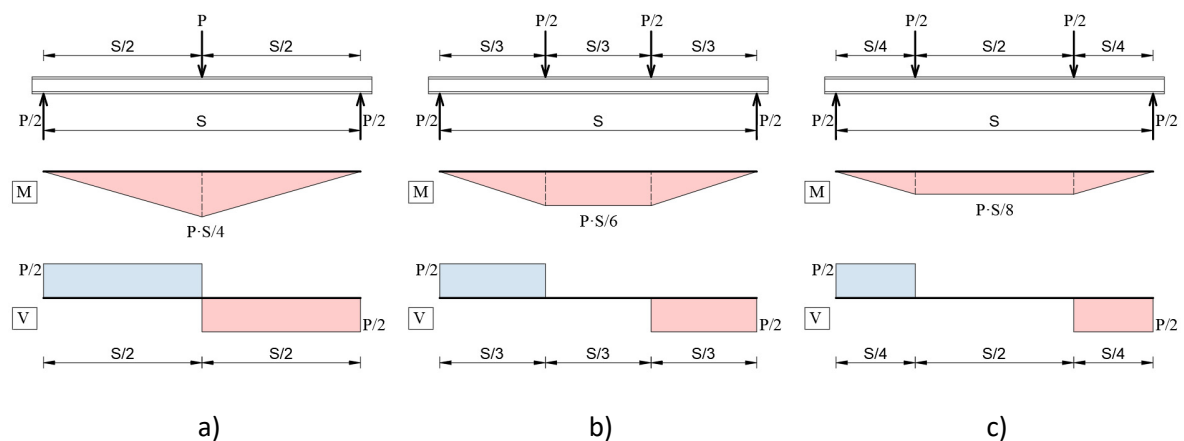 P
S/2 S/2
P/2 P/2
S
M
P·S/4
P/2
V
P/2
S/2 S/2
a)
P/2 P/2
S/3 S/3 S/3
P/2 P/2
S
M
P·S/6
P/2
V
P/2
S/3 S/3 S/3
b)
P/2 P/2
S/4 S/2 S/4
P/2 P/2
S
M
P·S/8
P/2
V
P/2
S/4 S/2 S/4
c)